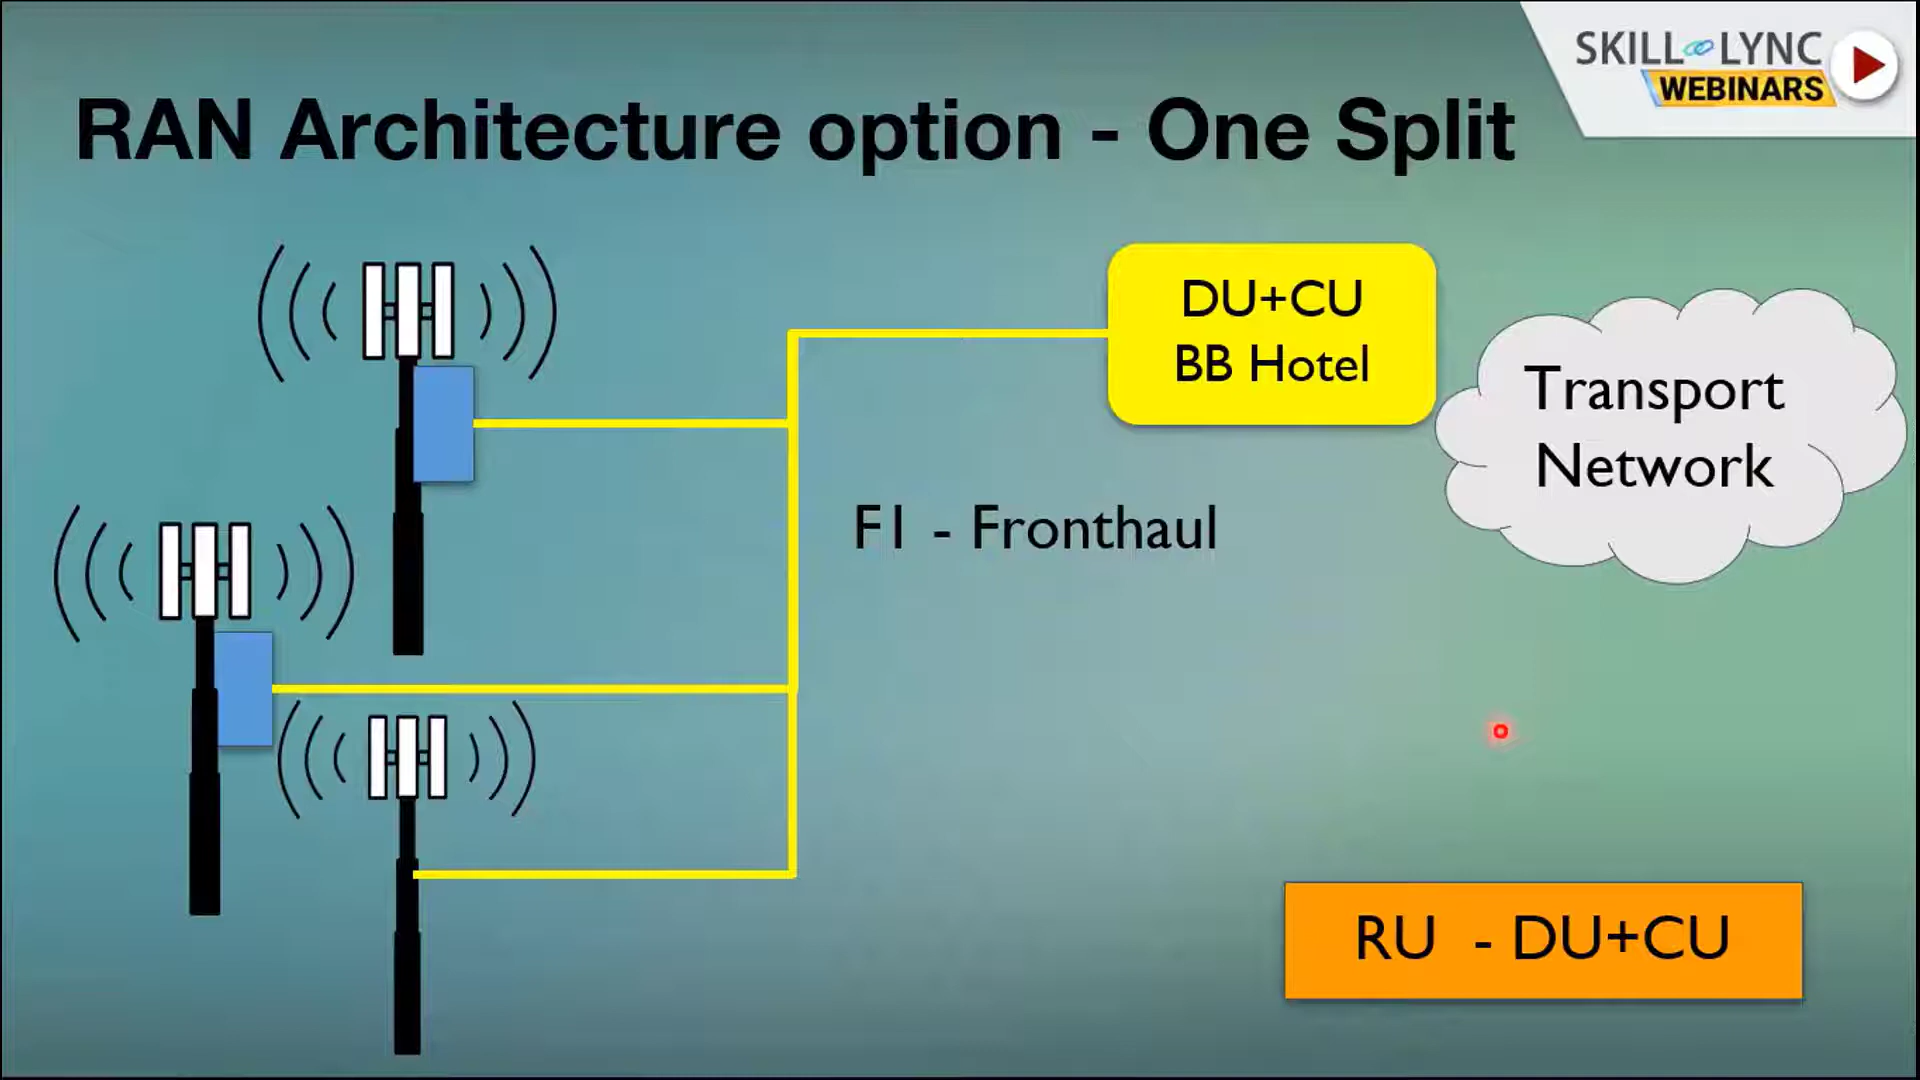 SKILL LYNC
WEBINARS
RAN Architecture option - One Split
DU+CU
BB Hotel
Transport
Network
F1 - Fronthaul
RU - DU+CU